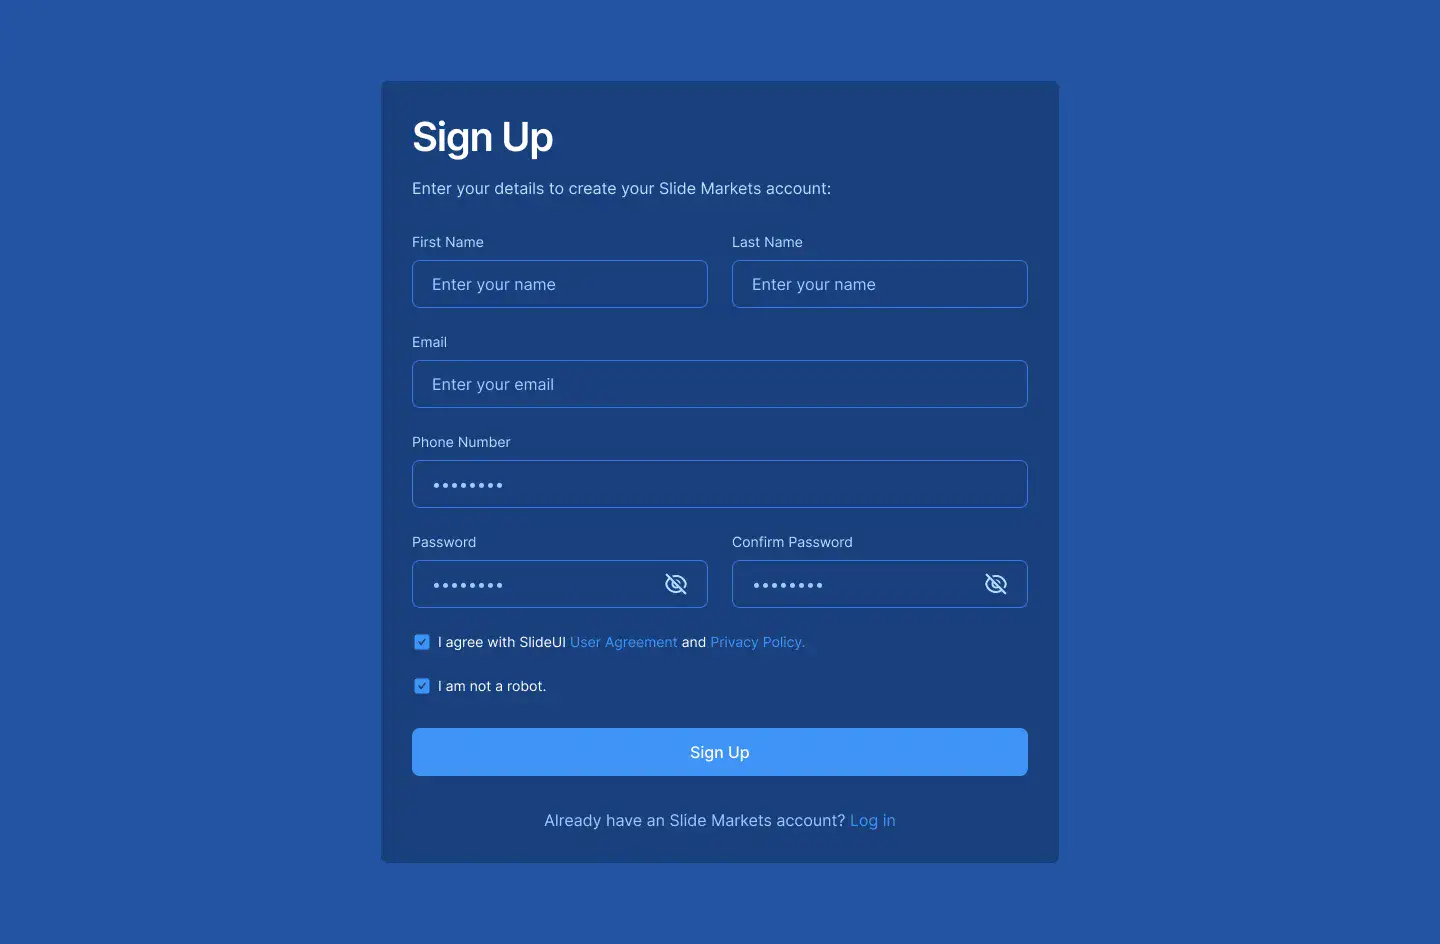 Sign Up
Enter your details to create your Slide Markets account:
First Name
Last Name
Enter your name
Enter your name
Email
Enter your email
Phone Number
••••••••
Password
Confirm Password
••••••••
••••••••
I agree with SlideUI User Agreement and Privacy Policy.
I am not a robot.
Sign Up
Already have an Slide Markets account? Log in